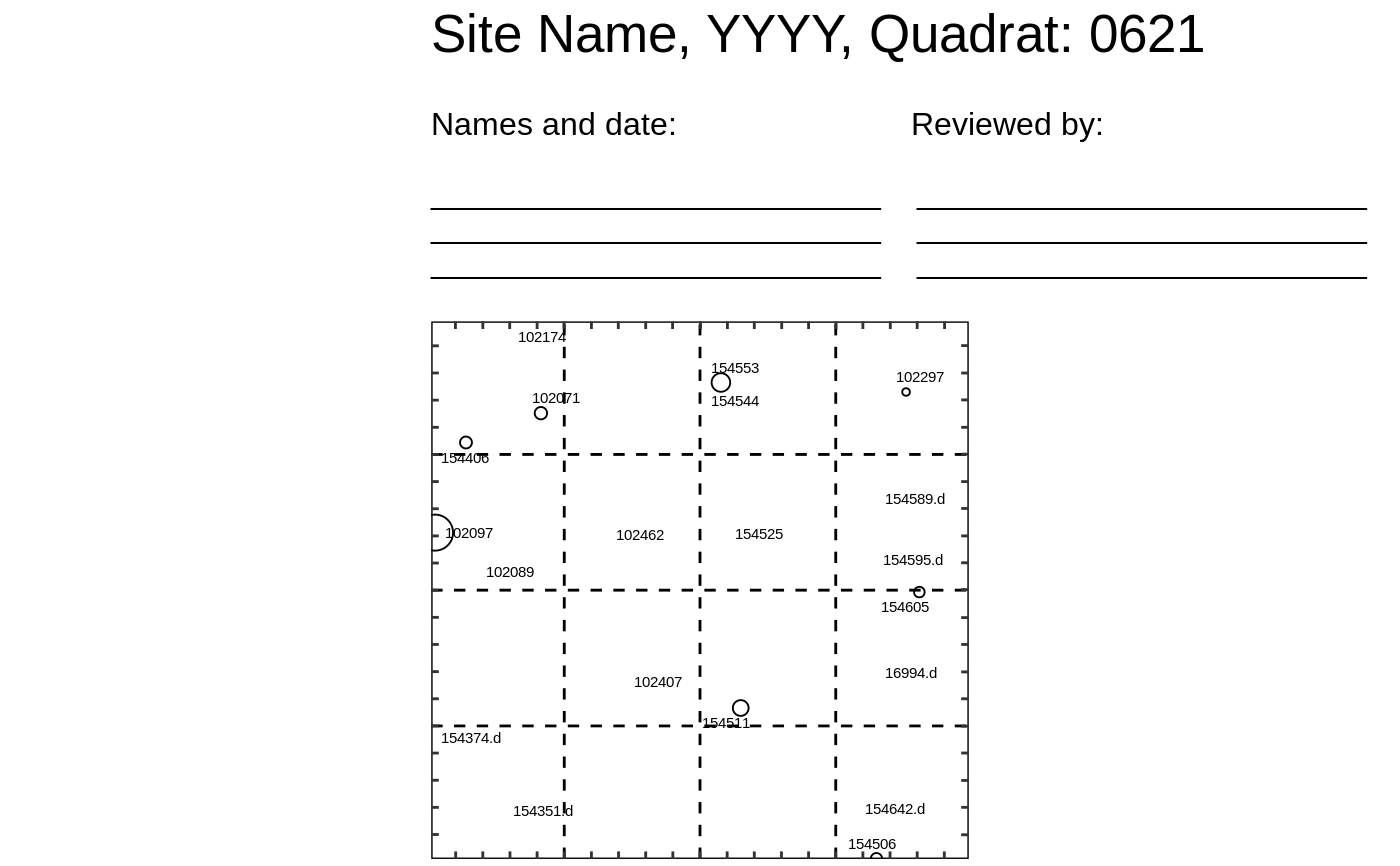 Site Name, YYYY, Quadrat: 0621
Names and date:
Reviewed by:
102174
154553
102297
102071
154544
154406
154589.d
102097
102462
154525
154595.d
102089
154605
16994.d
102407
154511
154374.d
154351.d
154642.d
154506